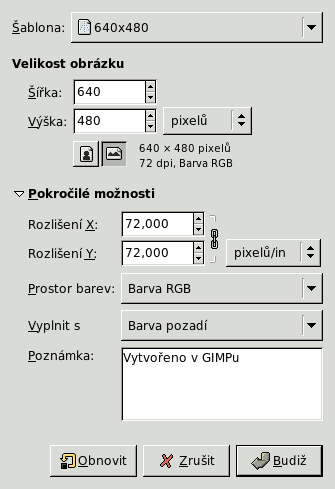 Šablona: 640x480
Velikost obrázku
Šířka: 640
Výška: 480 pixelů
640 × 480 pixelů
72 dpi, Barva RGB
Pokročilé možnosti
Rozlišení X: 72,000
Rozlišení Y: 72,000 pixelů/in
Prostor barev: Barva RGB
Vyplnit s Barva pozadí
Poznámka: Vytvořeno v GIMPu
Obnovit Zrušit Budiž